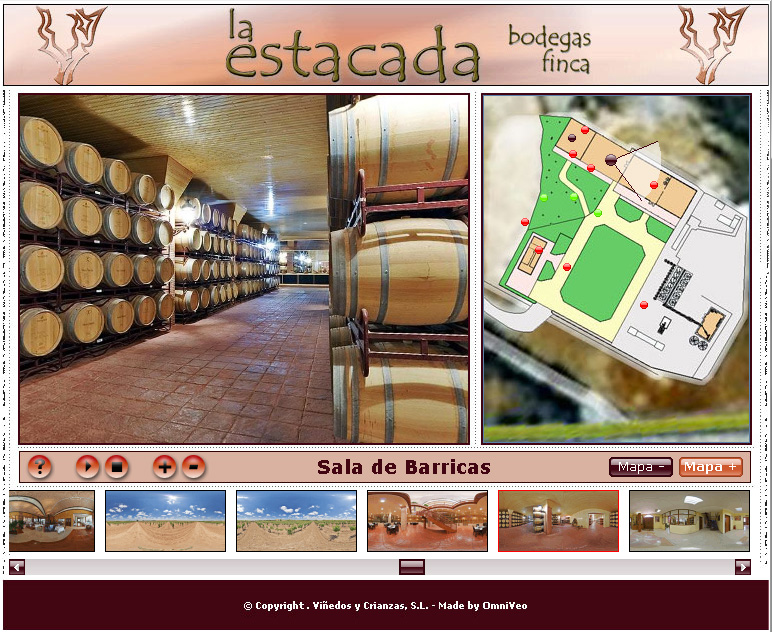 la
estacada
bodegas
finca
?
Sala de Barricas
Mapa -
Mapa +
© Copyright . Viñedos y Crianzas, S.L. - Made by OmniVeo